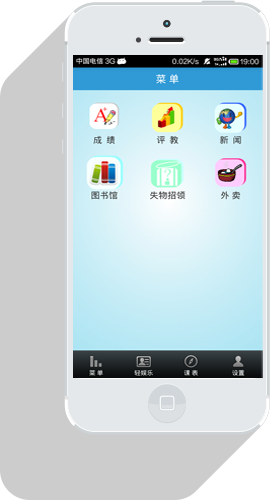 中国电信 3G 0.02K/s 19:00
菜 单
成 绩 评 教 新 闻
图书馆 失物招领 外 卖
菜 单 轻娱乐 课 表 设置